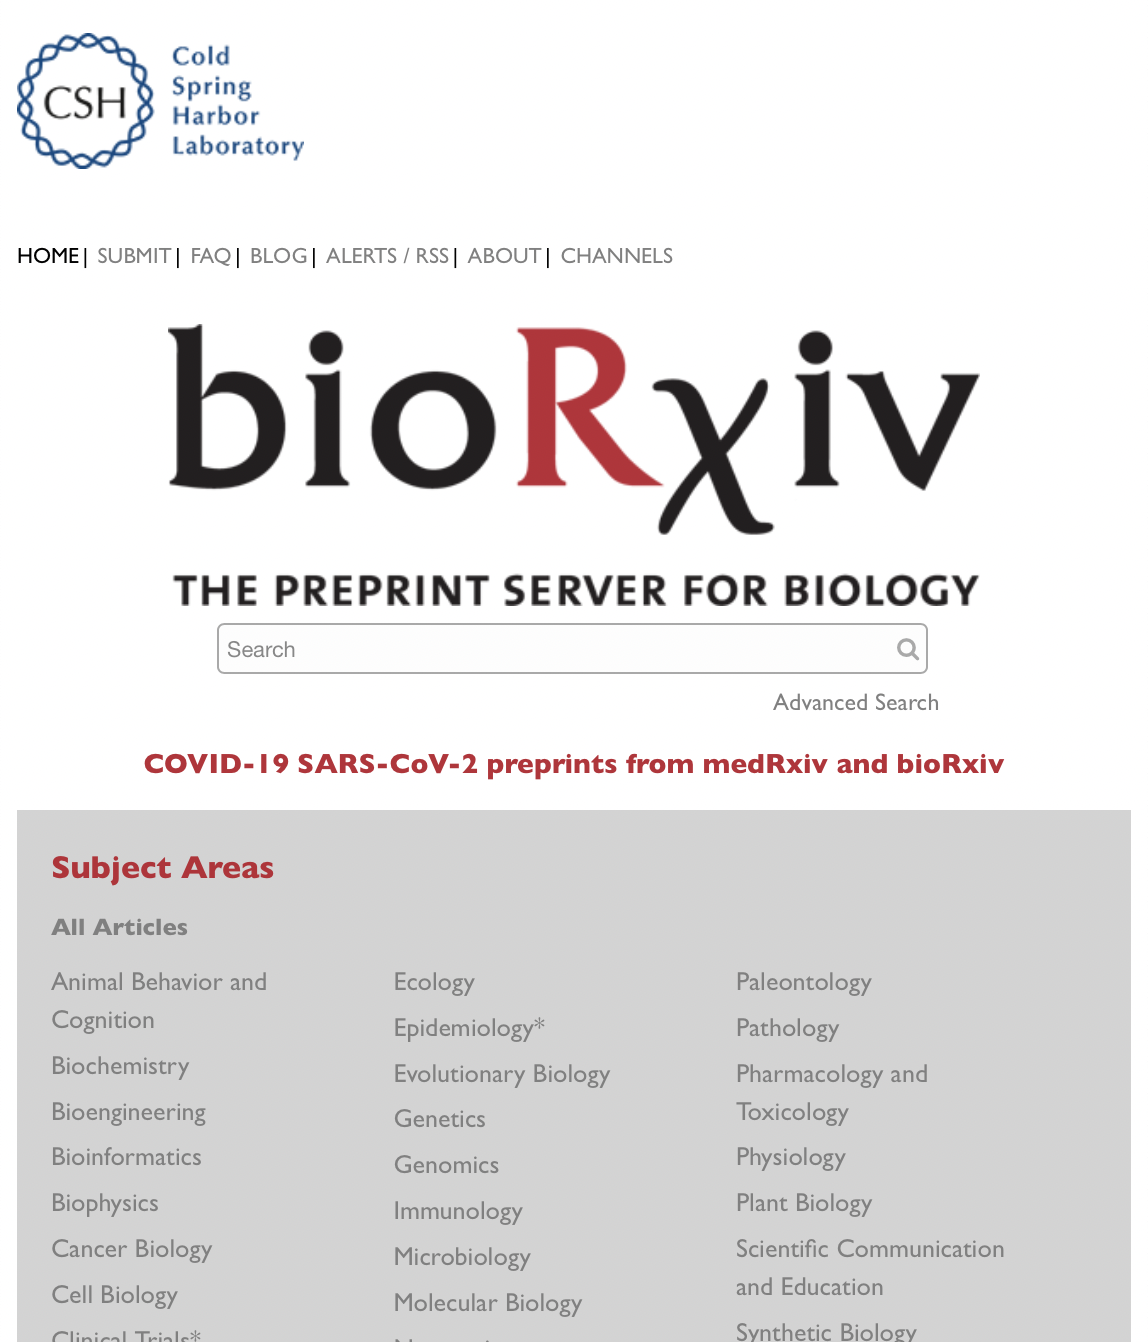 CSH
Cold
Spring
Harbor
Laboratory
HOME | SUBMIT | FAQ | BLOG | ALERTS / RSS | ABOUT | CHANNELS
bioRxiv
THE PREPRINT SERVER FOR BIOLOGY
Search
Advanced Search
COVID-19 SARS-CoV-2 preprints from medRxiv and bioRxiv
Subject Areas
All Articles
Animal Behavior and
Cognition
Biochemistry
Bioengineering
Bioinformatics
Biophysics
Cancer Biology
Cell Biology
Clinical Trials*
Ecology
Epidemiology*
Evolutionary Biology
Genetics
Genomics
Immunology
Microbiology
Molecular Biology
Paleontology
Pathology
Pharmacology and
Toxicology
Physiology
Plant Biology
Scientific Communication
and Education
Synthetic Biology